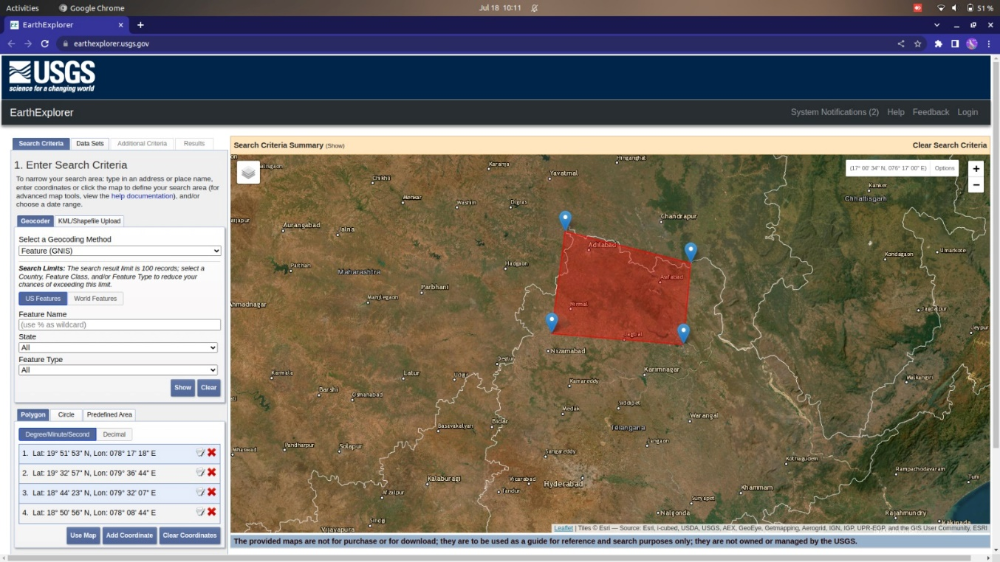 Activities
Google Chrome
Jul 18 10:11
51 %
EarthExplorer
earthexplorer.usgs.gov
USGS
science for a changing world
EarthExplorer
System Notifications (2) Help Feedback Login
Search Criteria Data Sets Additional Criteria Results
1. Enter Search Criteria
To narrow your search area: type in an address or place name,
enter coordinates or click the map to define your search area (for
advanced map tools, view the help documentation), and/or
choose a date range.
Geocoder KML/Shapefile Upload
Select a Geocoding Method
Feature (GNIS)
Search Limits: The search result limit is 100 records; select a
Country, Feature Class, and/or Feature Type to reduce your
chances of exceeding this limit.
US Features World Features
Feature Name
(use % as wildcard)
State
All
Feature Type
All
Show Clear
Polygon Circle Predefined Area
Degree/Minute/Second Decimal
1. Lat: 19° 51' 53" N, Lon: 078° 17' 18" E
2. Lat: 19° 32' 57" N, Lon: 079° 36' 44" E
3. Lat: 18° 44' 23" N, Lon: 079° 32' 07" E
4. Lat: 18° 50' 56" N, Lon: 078° 08' 44" E
Use Map Add Coordinate Clear Coordinates
Search Criteria Summary (Show)
Clear Search Criteria
(17° 00' 34" N, 076° 17' 00" E) Options
+
−
Hinganghat
Karanja
Yavatmal
Chikhli
Kanker
Chhattisgarh
Mehkar
Washim
Digras
Chandrapur
Aurangabad
Jalna
Adilabad
Kondagaon
Umarkote
Paithan
Maharashtra
Hadgaon
Asifabad
Parbhani
Manjlegaon
Ahmadnagar
Nirmal
Jagdalpur
Jeypur
Jagtial
Nizamabad
Deglur
Karmala
Latur
Udgir
Karimnagar
Kamareddy
Malkangiri
Barshi
Osmanabad
Siddipet
Medak
Warangal
Bidar
Basavakalyan
Telangana
Mhaswad
Pandharpur
Solapur
Jangaon
Sangareddy
Kothagudem
Rampachodavaram
Kalaburagi
Vicarabad
Hyderabad
Tuni
Afzalpur
Tandur
Khammam
Suryapet
Nalgonda
Rajahmundry
Sindgi
Kakinada
Vijayapura
Leaflet | Tiles © Esri — Source: Esri, i-cubed, USDA, USGS, AEX, GeoEye, Getmapping, Aerogrid, IGN, IGP, UPR-EGP, and the GIS User Community, ESRI
The provided maps are not for purchase or for download; they are to be used as a guide for reference and search purposes only; they are not owned or managed by the USGS.